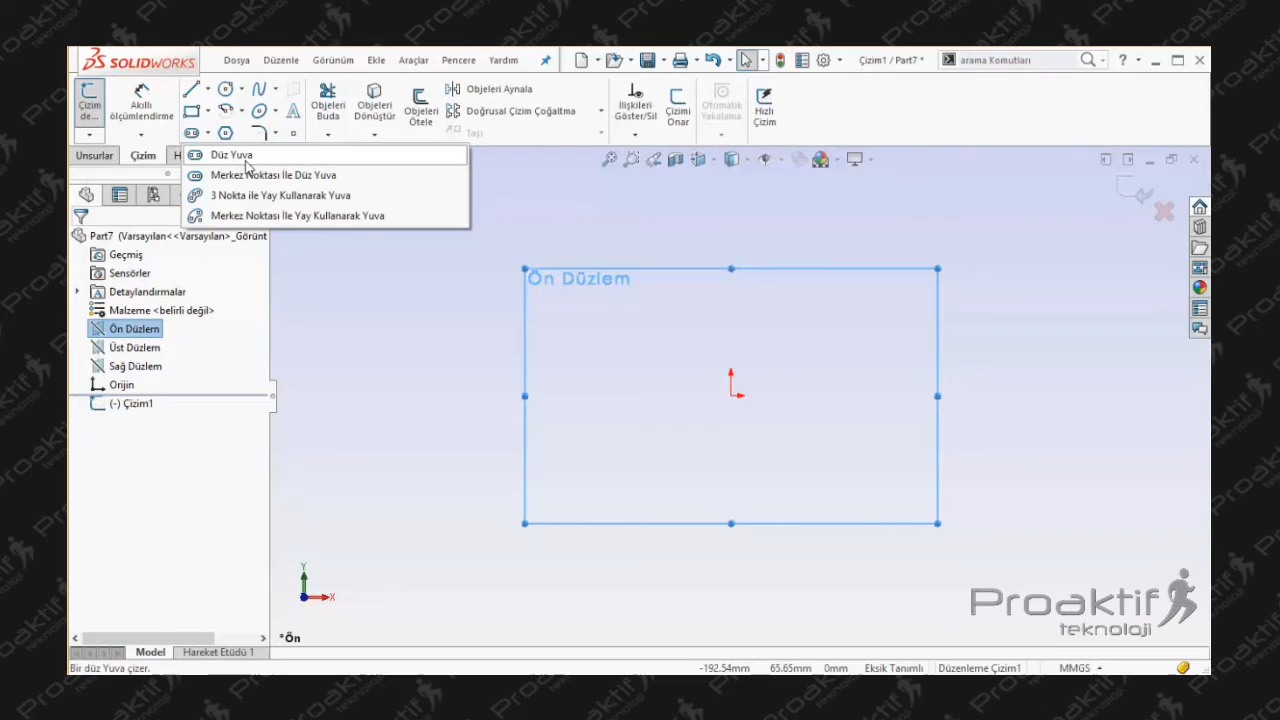 SOLIDWORKS
Dosya Düzenle Görünüm Ekle Araçlar Pencere Yardım
Çizim1 / Part7 *
arama Komutları
Çizim de...
Akıllı ölçümlendirme
Objeleri Buda
Objeleri Dönüştür
Objeleri Ötele
Objeleri Aynala
Doğrusal Çizim Çoğaltma
Taşı
İlişkileri Göster/Sil
Çizimi Onar
Otomatik Yakalama
Hızlı Çizim
Unsurlar Çizim H
Düz Yuva
Merkez Noktası İle Düz Yuva
3 Nokta ile Yay Kullanarak Yuva
Merkez Noktası İle Yay Kullanarak Yuva
Part7 (Varsayılan<<Varsayılan>_Görünt
Geçmiş
Sensörler
Detaylandırmalar
Malzeme <belirli değil>
Ön Düzlem
Üst Düzlem
Sağ Düzlem
Orijin
(-) Çizim1
Ön Düzlem
Y
X
*Ön
Proaktif
teknoloji
Model Hareket Etüdü 1
Bir düz Yuva çizer.
-192.54mm 65.65mm 0mm Eksik Tanımlı Düzenleme Çizim1 MMGS